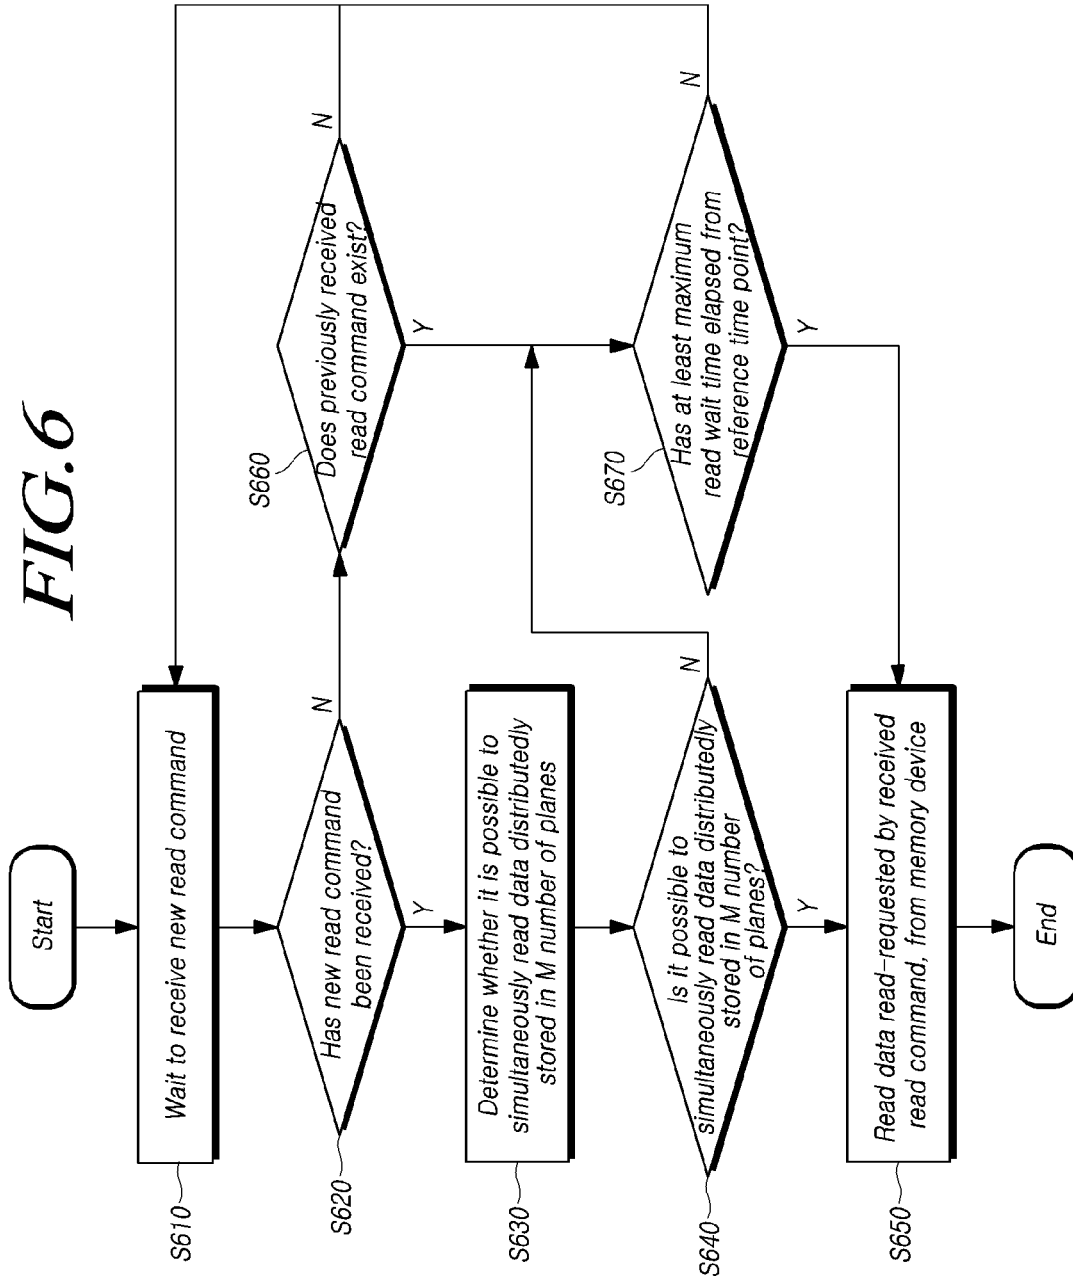 FIG.6
Start
S610
Wait to receive new read command
S620
Has new read command
been received?
N
Y
S660
Does previously received
read command exist?
N
Y
S630
Determine whether it is possible to
simultaneously read data distributedly
stored in M number of planes
S640
Is it possible to
simultaneously read data distributedly
stored in M number
of planes?
N
Y
S670
Has at least maximum
read wait time elapsed from
reference time point?
N
Y
S650
Read data read-requested by received
read command, from memory device
End